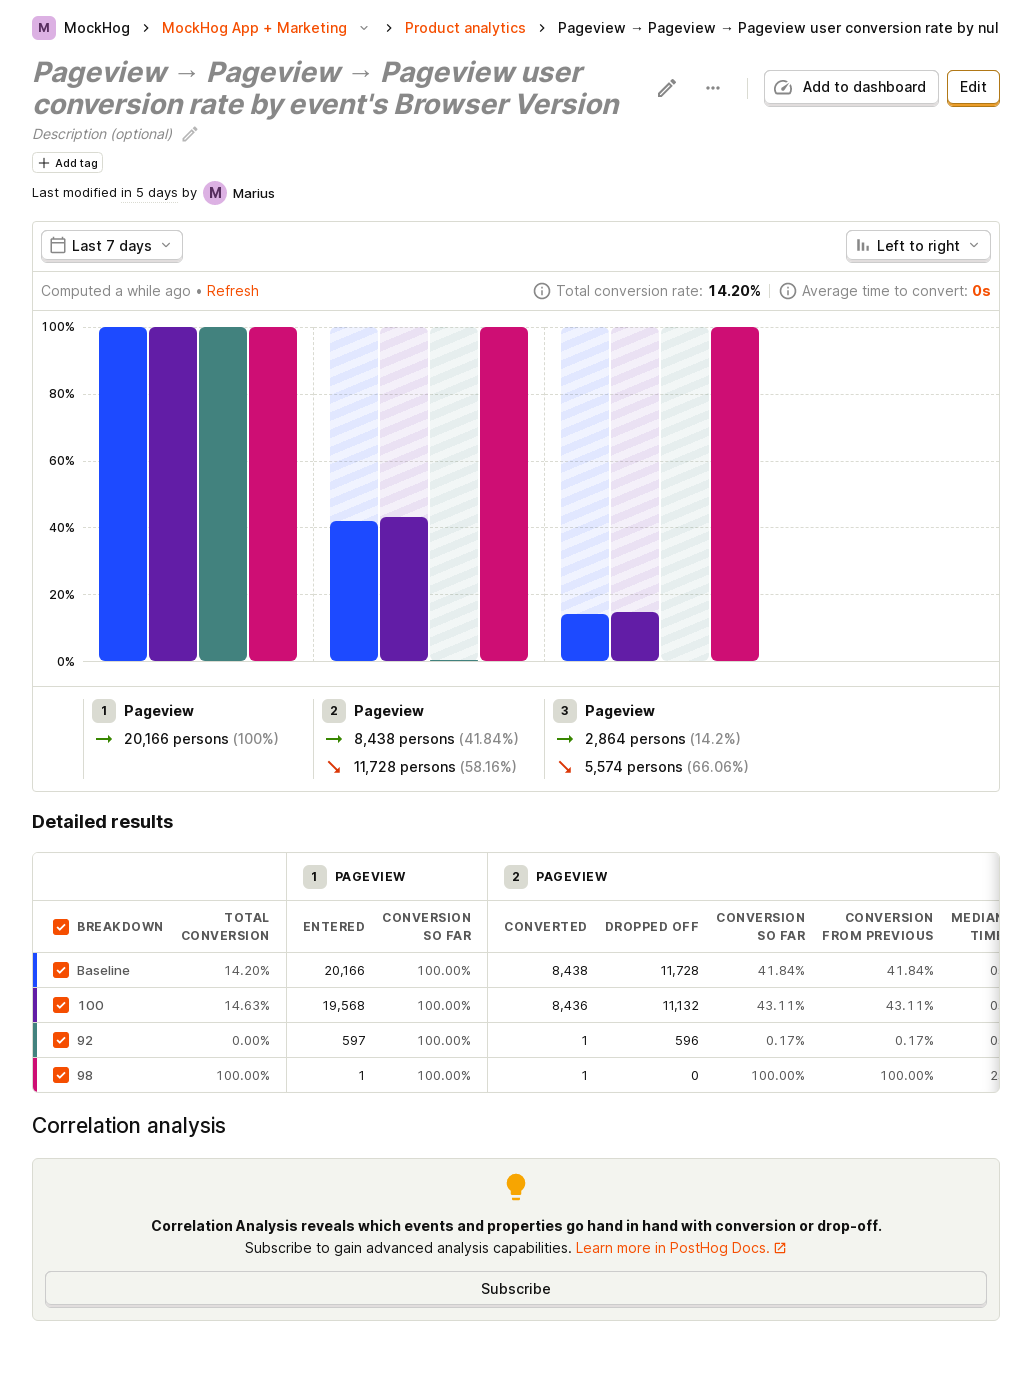 M MockHog > MockHog App + Marketing > Product analytics > Pageview → Pageview → Pageview user conversion rate by nul
Pageview → Pageview → Pageview user
conversion rate by event's Browser Version
Add to dashboard
Edit
Description (optional)
Add tag
Last modified in 5 days by M Marius
Last 7 days
Left to right
Computed a while ago • Refresh
Total conversion rate: 14.20%
Average time to convert: 0s
100%
80%
60%
40%
20%
0%
1 Pageview
20,166 persons (100%)
2 Pageview
8,438 persons (41.84%)
11,728 persons (58.16%)
3 Pageview
2,864 persons (14.2%)
5,574 persons (66.06%)
Detailed results
1 PAGEVIEW 2 PAGEVIEW
BREAKDOWN TOTAL CONVERSION ENTERED CONVERSION SO FAR CONVERTED DROPPED OFF CONVERSION SO FAR CONVERSION FROM PREVIOUS MEDIAN
Baseline 14.20% 20,166 100.00% 8,438 11,728 41.84% 41.84% 0
100 14.63% 19,568 100.00% 8,436 11,132 43.11% 43.11% 0
92 0.00% 597 100.00% 1 596 0.17% 0.17% 0
98 100.00% 1 100.00% 1 0 100.00% 100.00% 2
Correlation analysis
Correlation Analysis reveals which events and properties go hand in hand with conversion or drop-off.
Subscribe to gain advanced analysis capabilities. Learn more in PostHog Docs.
Subscribe